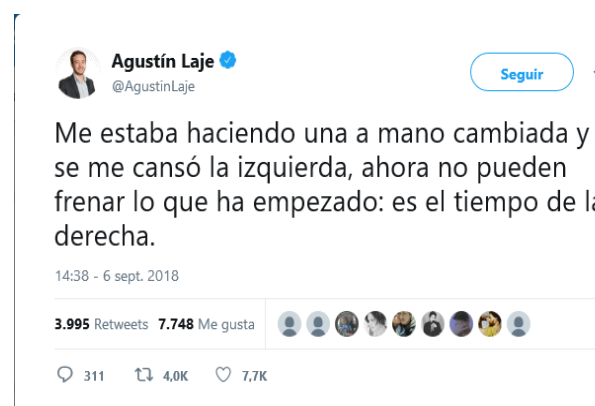 Agustín Laje
@AgustinLaje
Seguir
Me estaba haciendo una a mano cambiada y
se me cansó la izquierda, ahora no pueden
frenar lo que ha empezado: es el tiempo de la
derecha.
14:38 - 6 sept. 2018
3.995 Retweets 7.748 Me gusta
311 4,0K 7,7K